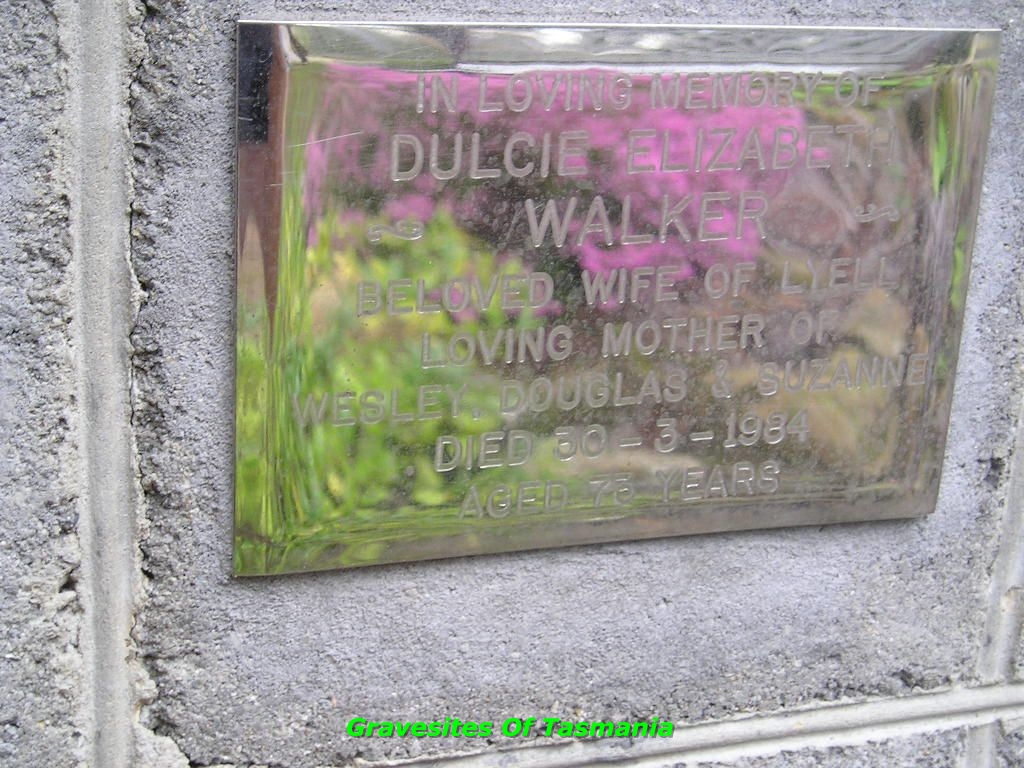 IN LOVING MEMORY OF
DULCIE ELIZABETH
WALKER
BELOVED WIFE OF LYELL
LOVING MOTHER OF
WESLEY, DOUGLAS & SUZANNE
DIED 30-3-1984
AGED 75 YEARS
Gravesites Of Tasmania